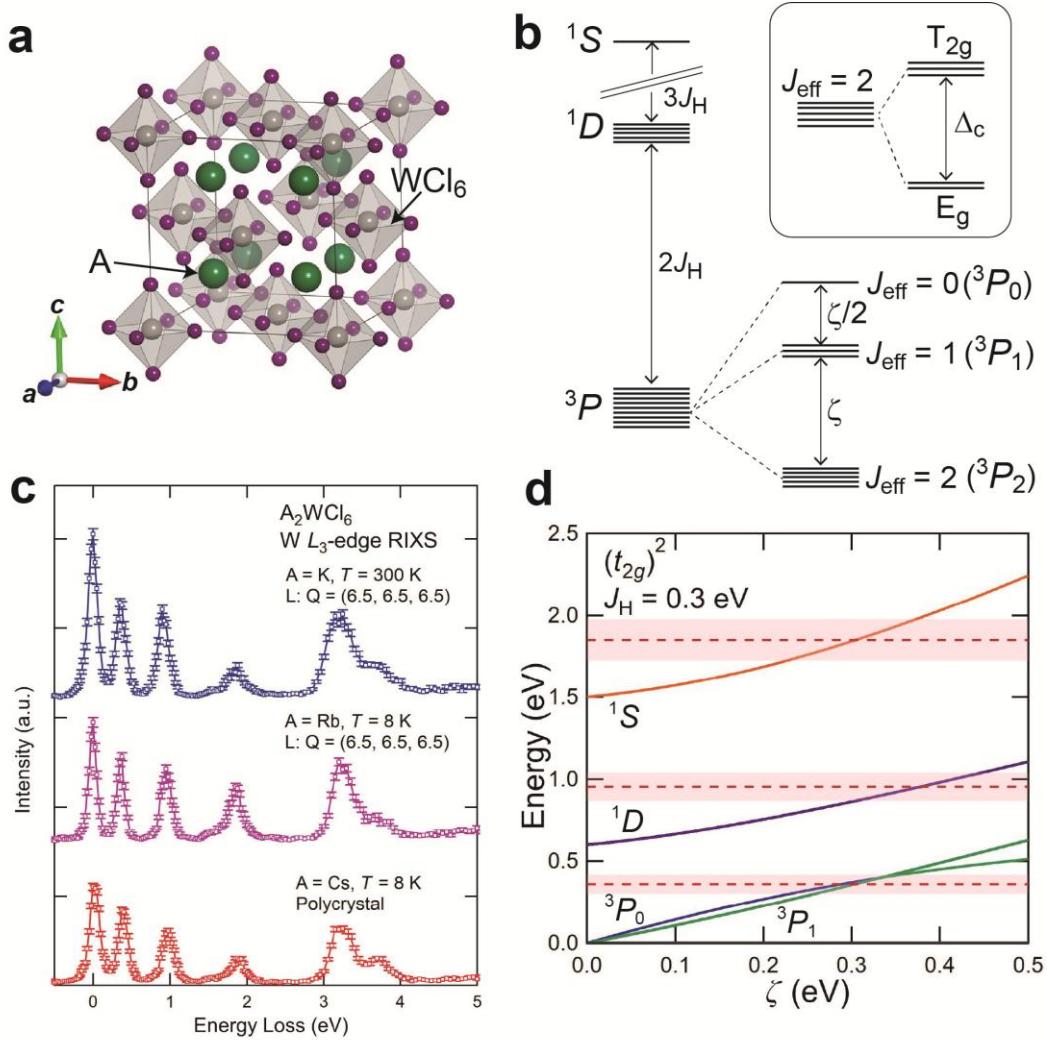 a
WCl6
A
c
b
a
b
1S
3JH
1D
2JH
3P
Jeff = 2
T2g
Δc
Eg
Jeff = 0 (3P0)
ζ/2
Jeff = 1 (3P1)
ζ
Jeff = 2 (3P2)
c
A2WCl6
W L3-edge RIXS
A = K, T = 300 K
L: Q = (6.5, 6.5, 6.5)
A = Rb, T = 8 K
L: Q = (6.5, 6.5, 6.5)
A = Cs, T = 8 K
Polycrystal
Intensity (a.u.)
0 1 2 3 4 5
Energy Loss (eV)
d
2.5
2.0
1.5
1.0
0.5
0.0
Energy (eV)
(t2g)2
JH = 0.3 eV
1S
1D
3P0
3P1
0.0 0.1 0.2 0.3 0.4 0.5
ζ (eV)